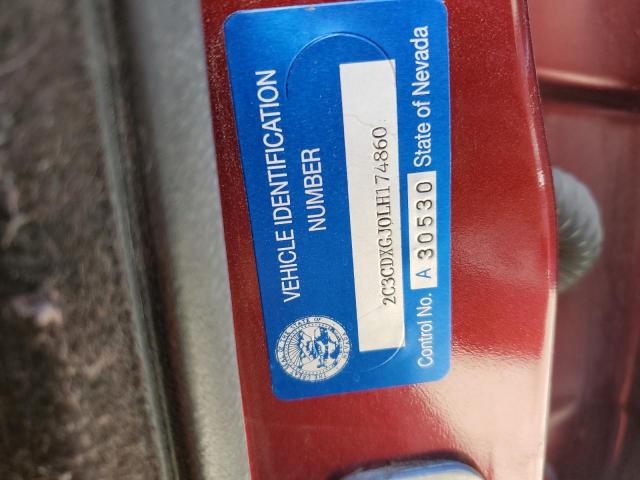 VEHICLE IDENTIFICATION
NUMBER
2C3CDXGJ0LH174860
Control No. A 30530 State of Nevada